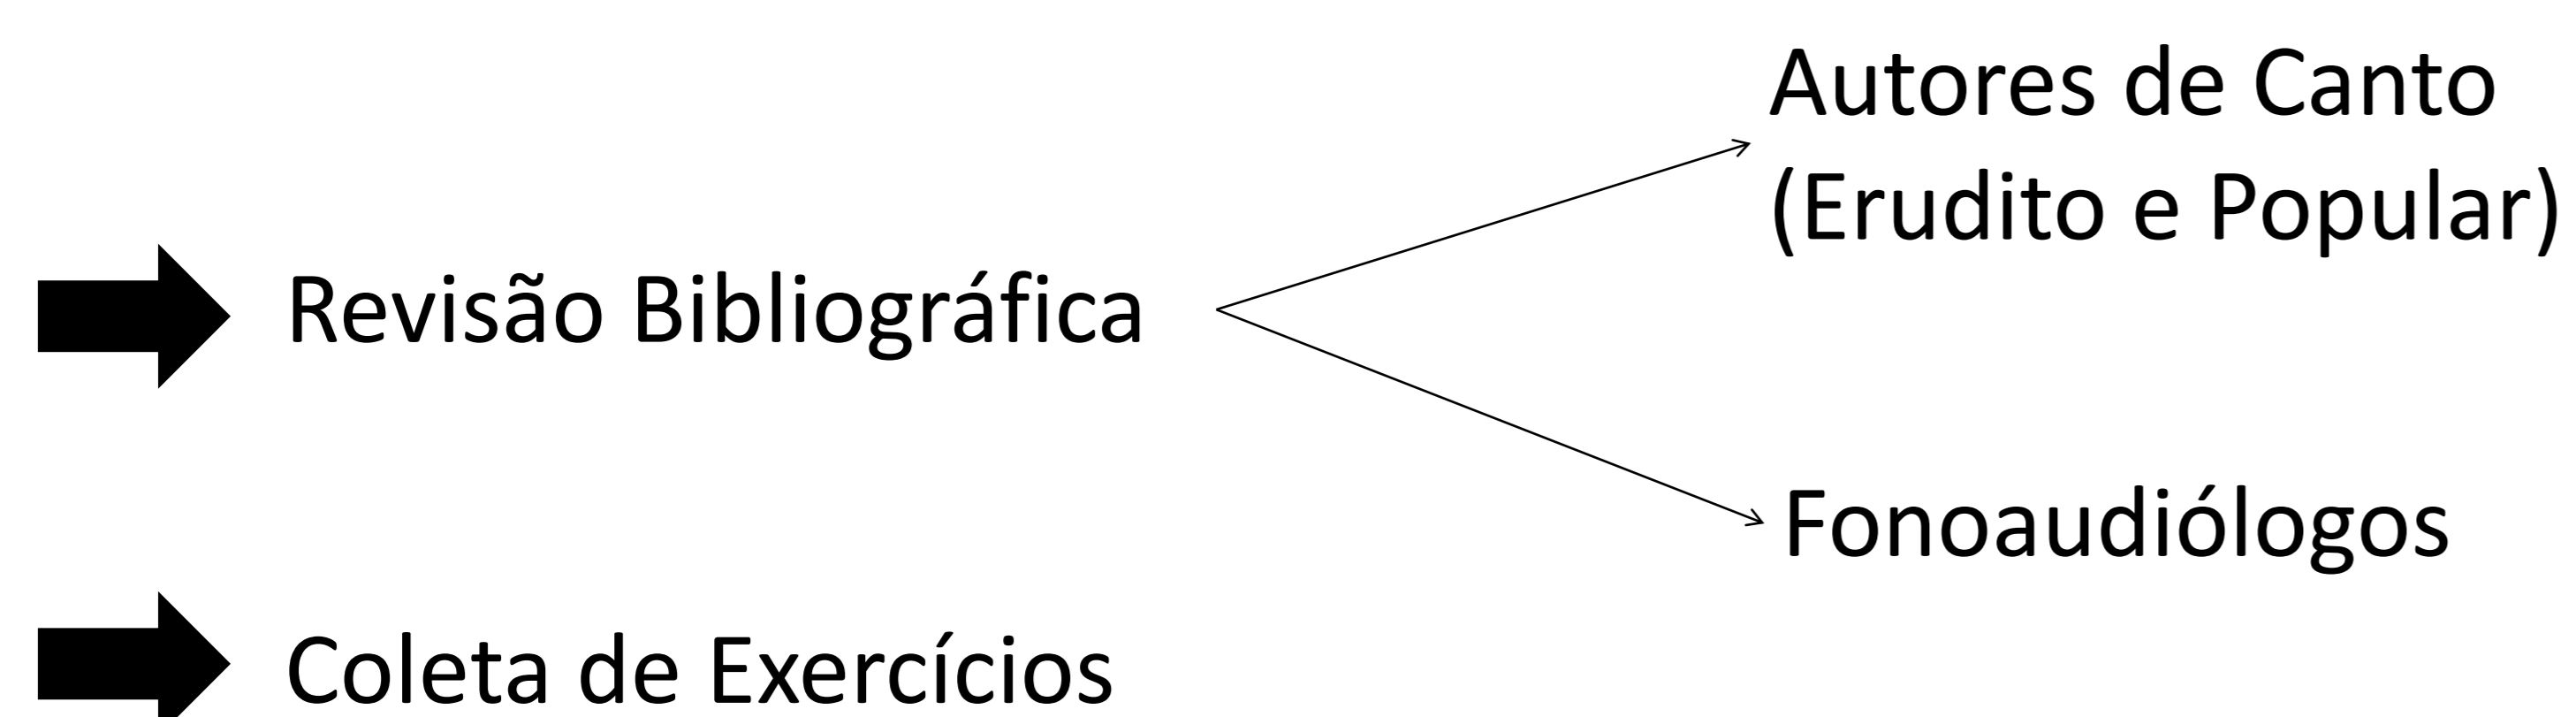 Autores de Canto
(Erudito e Popular)
Revisão Bibliográfica
Fonoaudiólogos
Coleta de Exercícios